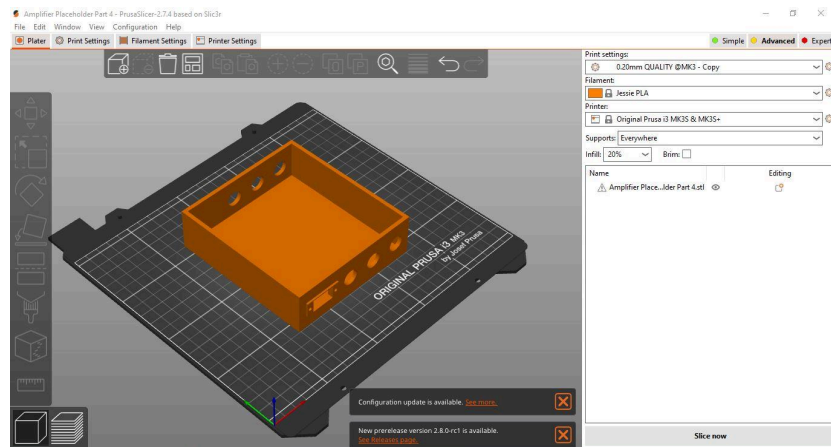 Amplifier Placeholder Part 4 - PrusaSlicer-2.7.4 based on Slic3r
File Edit Window View Configuration Help
Plater Print Settings Filament Settings Printer Settings
Simple Advanced Expert
Print settings:
0.20mm QUALITY @MK3 - Copy
Filament:
Jessie PLA
Printer:
Original Prusa i3 MK3S & MK3S+
Supports: Everywhere
Infill: 20% Brim:
Name Editing
Amplifier Place...lder Part 4.stl
ORIGINAL PRUSA i3 MK3
by Josef Prusa
Configuration update is available. See more.
New prerelease version 2.8.0-rc1 is available.
See Releases page.
Slice now